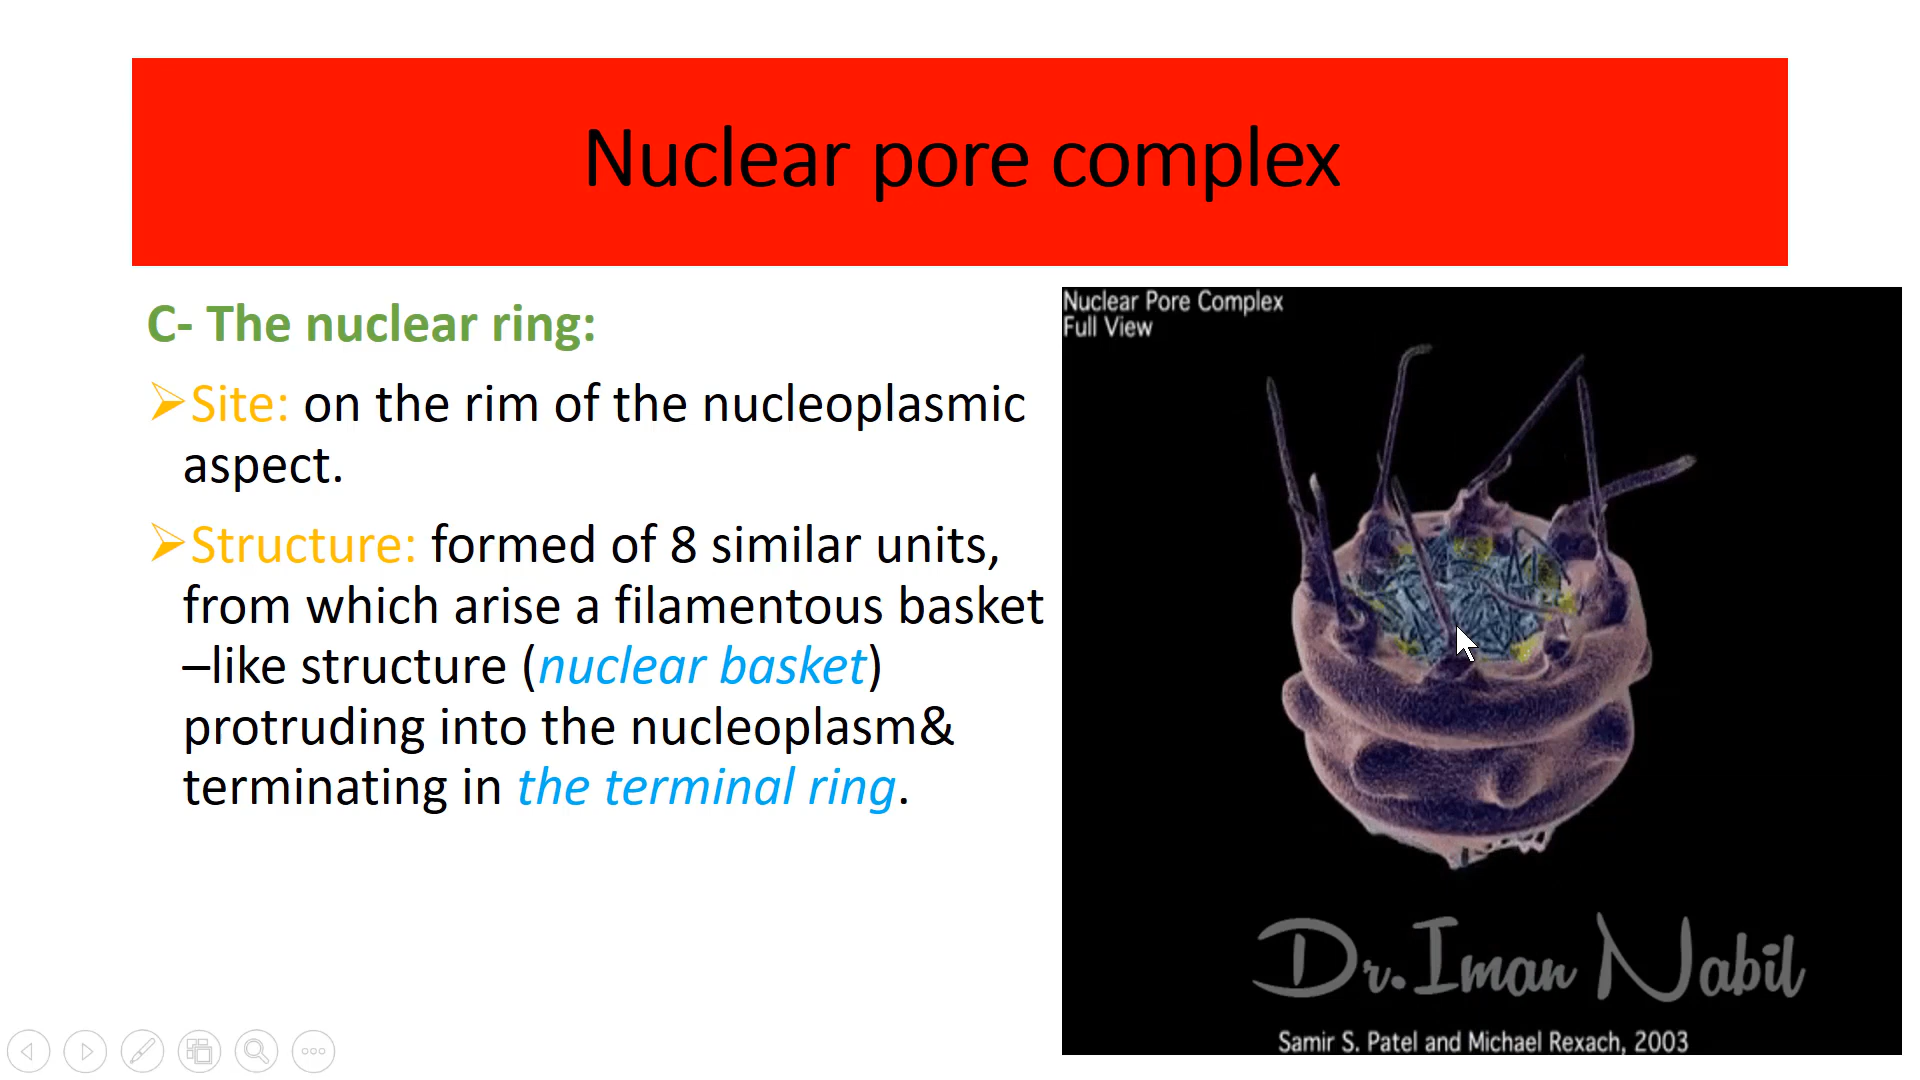 Nuclear pore complex
C- The nuclear ring:
Site: on the rim of the nucleoplasmic
aspect.
Structure: formed of 8 similar units,
from which arise a filamentous basket
–like structure (nuclear basket)
protruding into the nucleoplasm&
terminating in the terminal ring.
Nuclear Pore Complex
Full View
Dr.Iman Nabil
Samir S. Patel and Michael Rexach, 2003